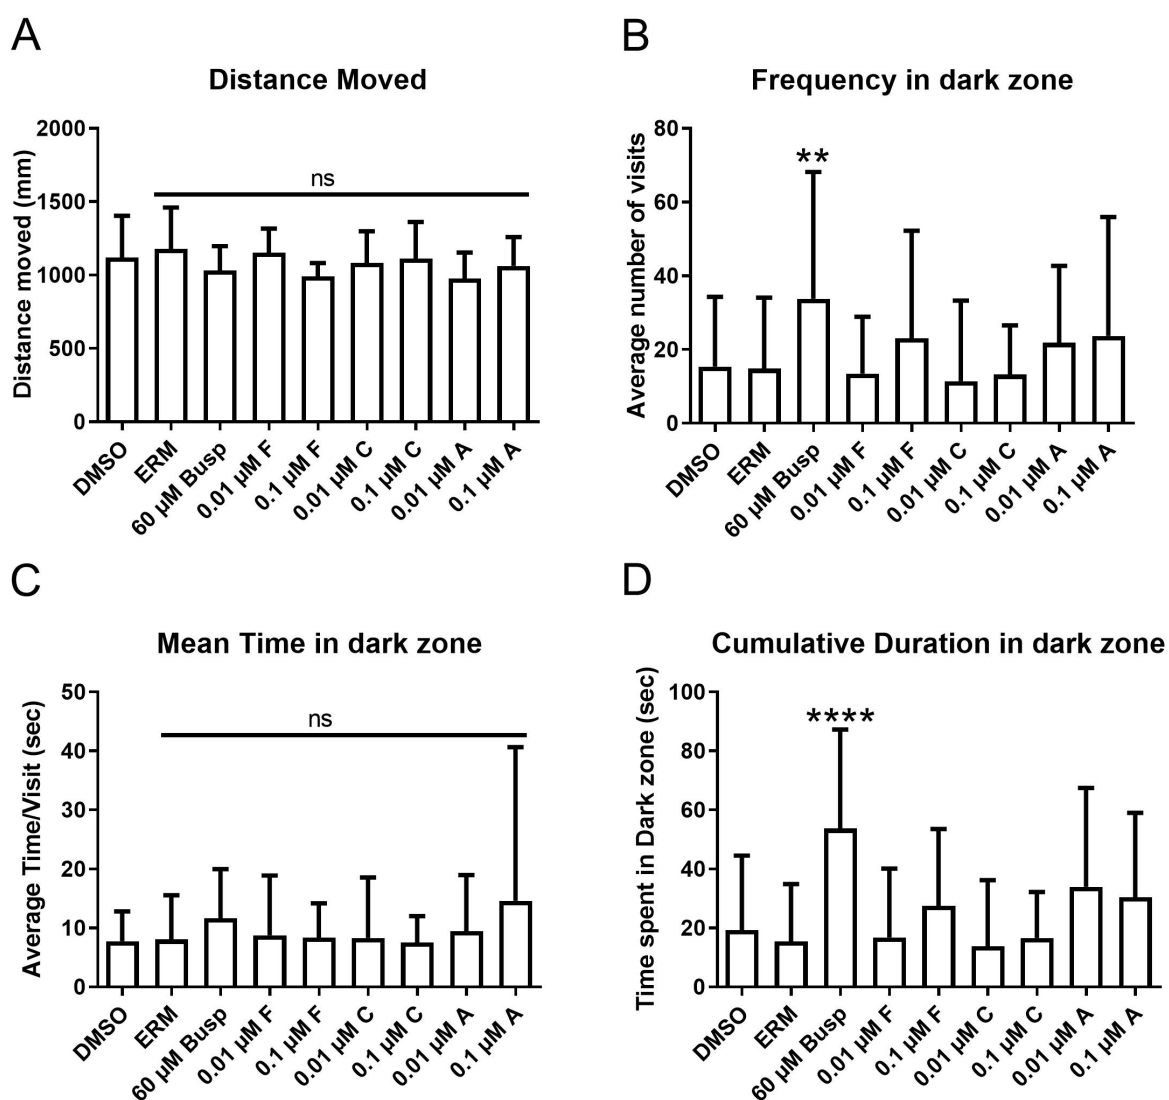 A
Distance Moved
Distance moved (mm)
2000
1500
1000
500
0
ns
DMSO
ERM
60 µM Busp
0.01 µM F
0.1 µM F
0.01 µM C
0.1 µM C
0.01 µM A
0.1 µM A
B
Frequency in dark zone
Average number of visits
80
60
40
20
0
**
DMSO
ERM
60 µM Busp
0.01 µM F
0.1 µM F
0.01 µM C
0.1 µM C
0.01 µM A
0.1 µM A
C
Mean Time in dark zone
Average Time/Visit (sec)
50
40
30
20
10
0
ns
DMSO
ERM
60 µM Busp
0.01 µM F
0.1 µM F
0.01 µM C
0.1 µM C
0.01 µM A
0.1 µM A
D
Cumulative Duration in dark zone
Time spent in Dark zone (sec)
100
80
60
40
20
0
****
DMSO
ERM
60 µM Busp
0.01 µM F
0.1 µM F
0.01 µM C
0.1 µM C
0.01 µM A
0.1 µM A